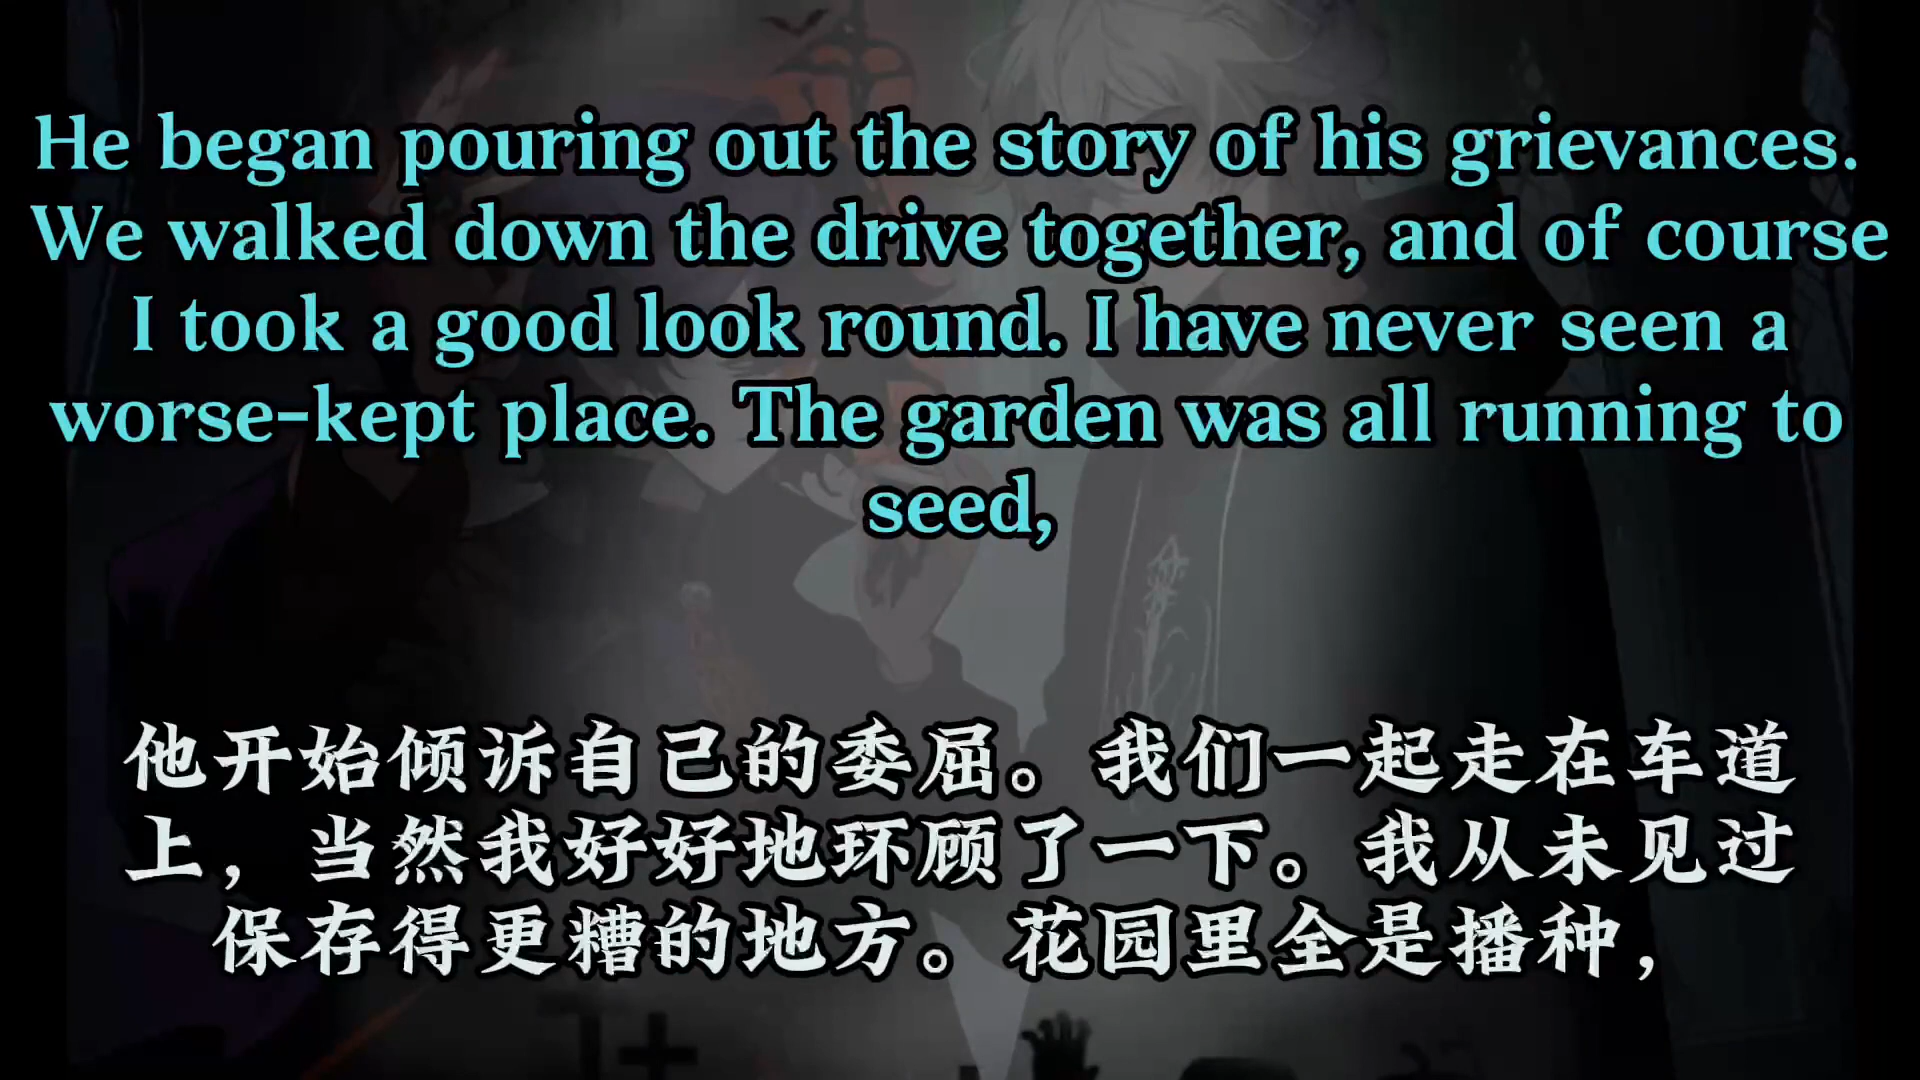 He began pouring out the story of his grievances.
We walked down the drive together, and of course
I took a good look round. I have never seen a
worse-kept place. The garden was all running to
seed,
他开始倾诉自己的委屈。我们一起走在车道
上，当然我好好地环顾了一下。我从未见过
保存得更糟的地方。花园里全是播种，